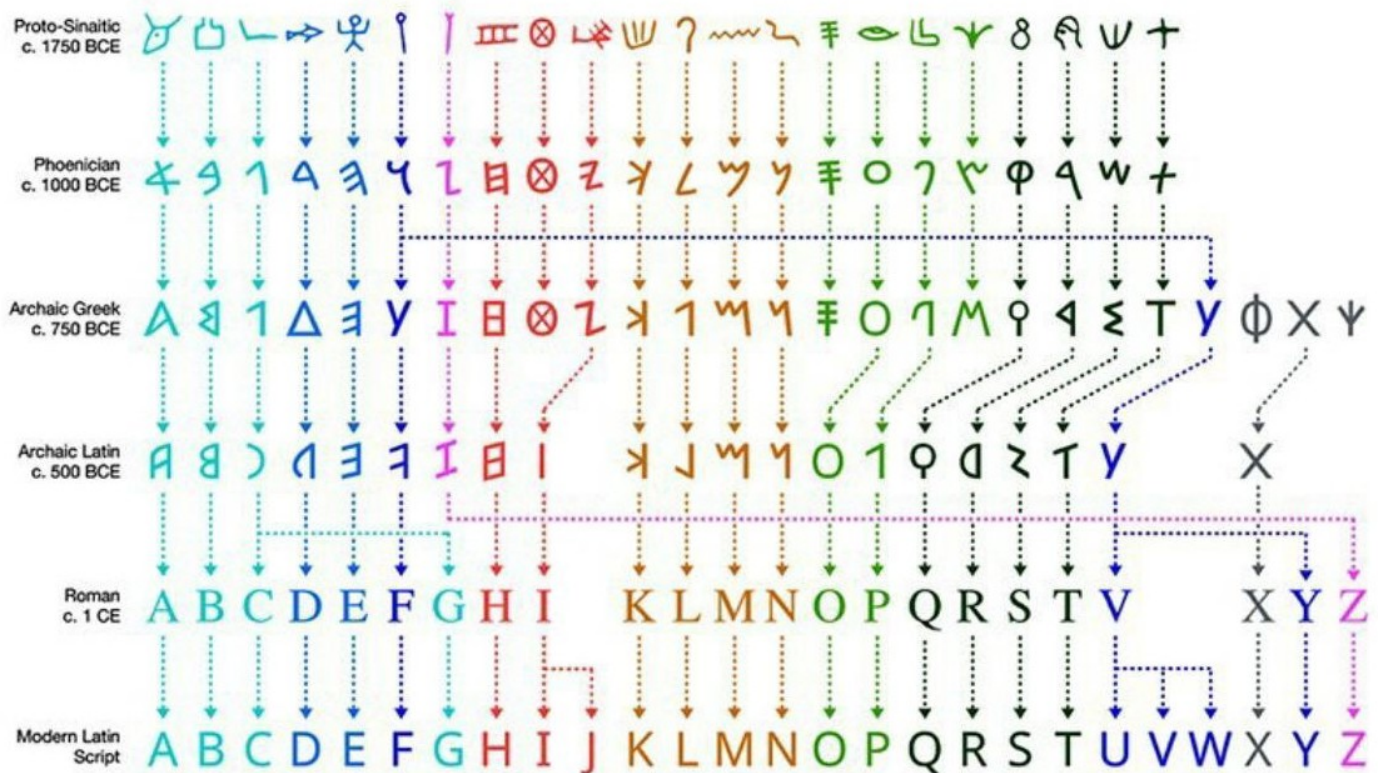 Proto-Sinaitic
c. 1750 BCE
Phoenician
c. 1000 BCE
𐤀 𐤁 𐤂 𐤃 𐤄 𐤅 𐤆 𐤇 𐤈 𐤉 𐤊 𐤋 𐤌 𐤍 𐤎 𐤏 𐤐 𐤑 𐤒 𐤓 𐤔 𐤕
Archaic Greek
c. 750 BCE
Α Β Γ Δ Ε Ϝ Ζ Η Θ Ι Κ Λ Μ Ν Ξ Ο Π Ϻ Ϙ Ρ Σ Τ Υ Φ Χ Ψ
Archaic Latin
c. 500 BCE
𐌀 𐌁 𐌂 𐌃 𐌄 𐌅 𐌆 𐌇 𐌉 𐌊 𐌋 𐌌 𐌍 𐌏 𐌐 𐌒 𐌓 𐌔 𐌕 𐌖 𐌗
Roman
c. 1 CE
A B C D E F G H I K L M N O P Q R S T V X Y Z
Modern Latin
Script
A B C D E F G H I J K L M N O P Q R S T U V W X Y Z